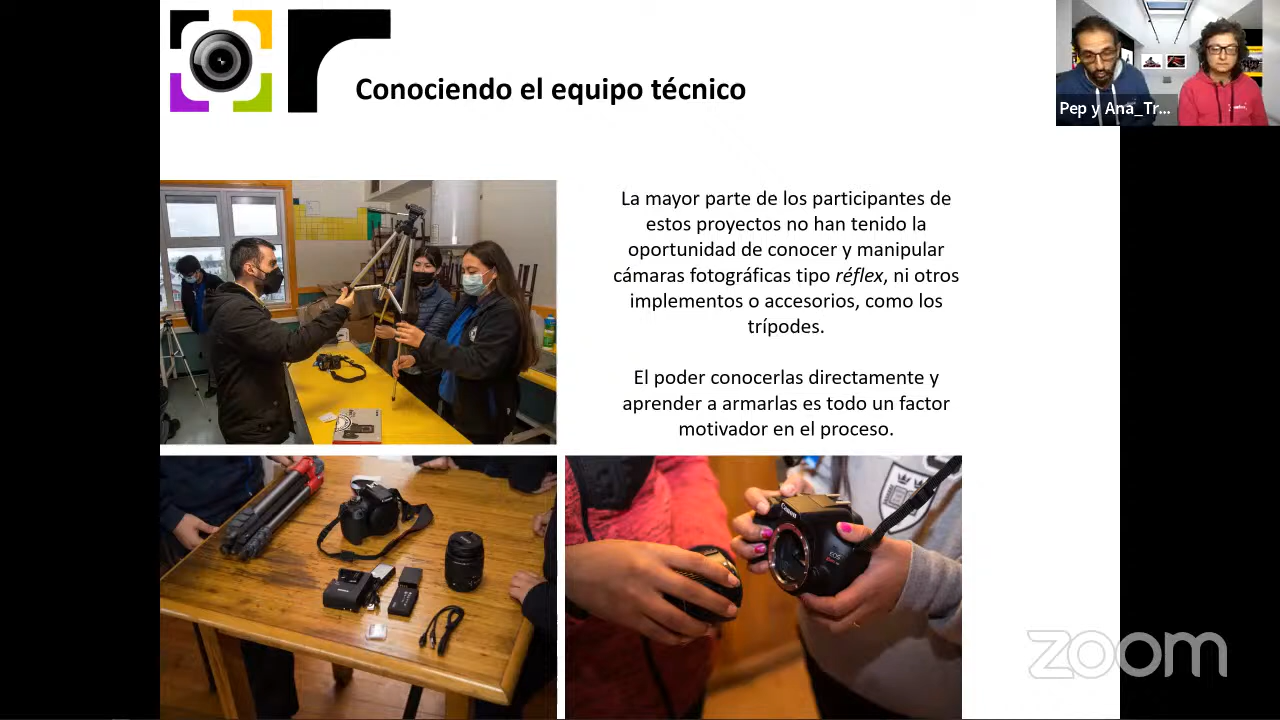 Conociendo el equipo técnico
Pep y Ana_Tr...
La mayor parte de los participantes de
estos proyectos no han tenido la
oportunidad de conocer y manipular
cámaras fotográficas tipo réflex, ni otros
implementos o accesorios, como los
trípodes.
El poder conocerlas directamente y
aprender a armarlas es todo un factor
motivador en el proceso.
Canon
EOS
zoom